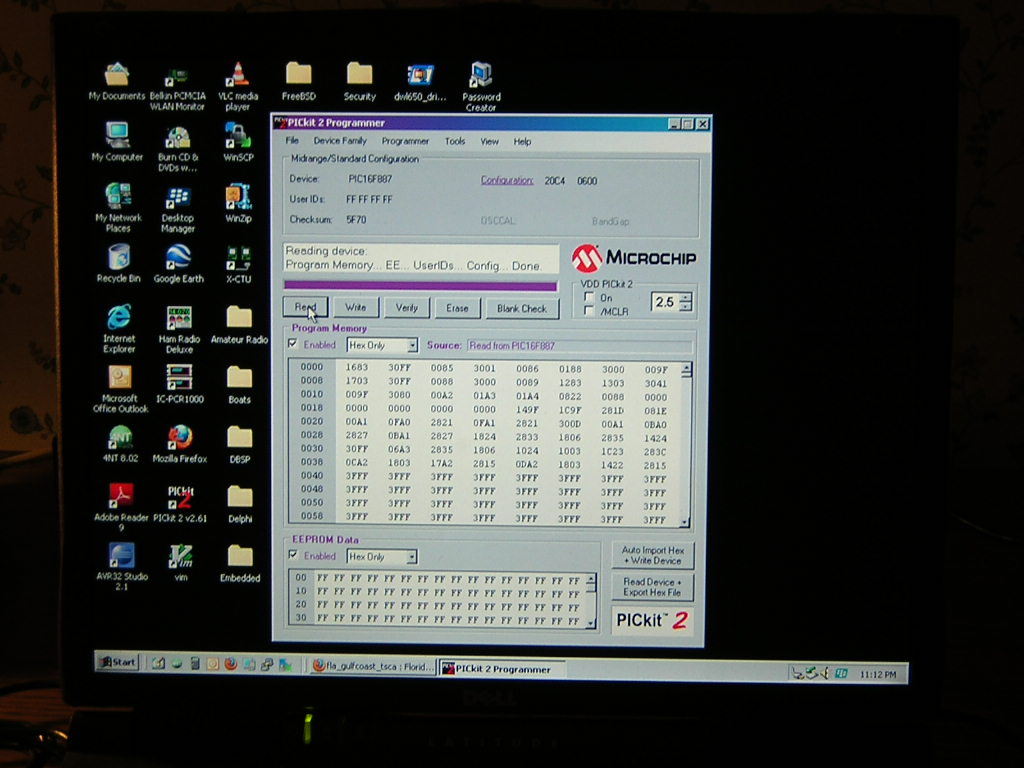 My Documents
Belkin PCMCIA
WLAN Monitor
VLC media
player
FreeBSD
Security
dwl650_dri...
Password
Creator
My Computer
Burn CD &
DVDs w...
WinSCP
My Network
Places
Desktop
Manager
WinZip
Recycle Bin
Google Earth
X-CTU
Internet
Explorer
Ham Radio
Deluxe
Amateur Radio
Microsoft
Office Outlook
IC-PCR1000
Boats
4NT 8.02
Mozilla Firefox
DBSP
Adobe Reader
9
PICkit 2 v2.61
Delphi
AVR32 Studio
2.1
vim
Embedded
PICkit 2 Programmer
File Device Family Programmer Tools View Help
Midrange/Standard Configuration
Device: PIC16F887 Configuration: 20C4 0600
User IDs: FF FF FF FF
Checksum: 5F70 OSCCAL: BandGap:
Reading device:
Program Memory... EE... UserIDs... Config... Done.
MICROCHIP
VDD PICkit 2
On
/MCLR
2.5
Read Write Verify Erase Blank Check
Program Memory
Enabled Hex Only Source: Read from PIC16F887
0000 1683 30FF 0085 3001 0086 0188 3000 009F
0008 1703 30FF 0088 3000 0089 1283 1303 3041
0010 009F 3080 00A2 01A3 01A4 0822 0088 0000
0018 0000 0000 0000 0000 149F 1C9F 281D 081E
0020 00A1 0FA0 2821 0FA1 2821 300D 00A1 0BA0
0028 2827 0BA1 2827 1824 2833 1806 2835 1424
0030 30FF 06A3 2835 1806 1024 1003 1C23 283C
0038 0CA2 1803 17A2 2815 0DA2 1803 1422 2815
0040 3FFF 3FFF 3FFF 3FFF 3FFF 3FFF 3FFF 3FFF
0048 3FFF 3FFF 3FFF 3FFF 3FFF 3FFF 3FFF 3FFF
0050 3FFF 3FFF 3FFF 3FFF 3FFF 3FFF 3FFF 3FFF
0058 3FFF 3FFF 3FFF 3FFF 3FFF 3FFF 3FFF 3FFF
EEPROM Data
Enabled Hex Only
00 FF FF FF FF FF FF FF FF FF FF FF FF FF FF FF FF
10 FF FF FF FF FF FF FF FF FF FF FF FF FF FF FF FF
20 FF FF FF FF FF FF FF FF FF FF FF FF FF FF FF FF
30 FF FF FF FF FF FF FF FF FF FF FF FF FF FF FF FF
Auto Import Hex
+ Write Device
Read Device +
Export Hex File
PICkit™ 2
Start
fla_gulfcoast_tsca : Florid...
PICkit 2 Programmer
11:12 PM
DELL
LATITUDE